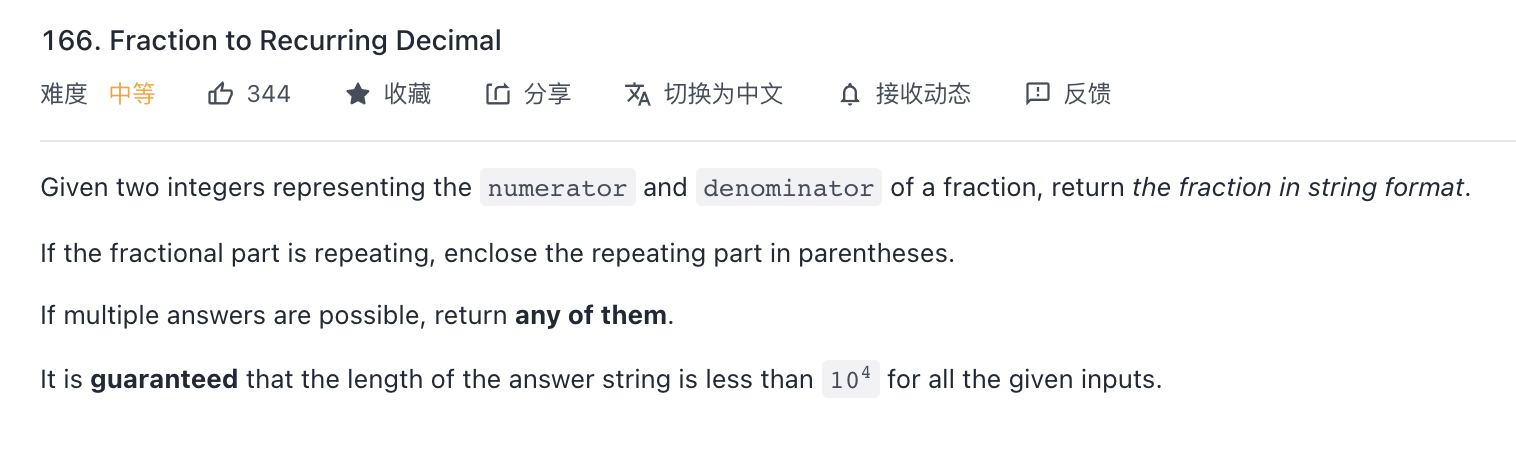 166. Fraction to Recurring Decimal
难度 中等 344 收藏 分享 切换为中文 接收动态 反馈
Given two integers representing the numerator and denominator of a fraction, return the fraction in string format.
If the fractional part is repeating, enclose the repeating part in parentheses.
If multiple answers are possible, return any of them.
It is guaranteed that the length of the answer string is less than 10⁴ for all the given inputs.